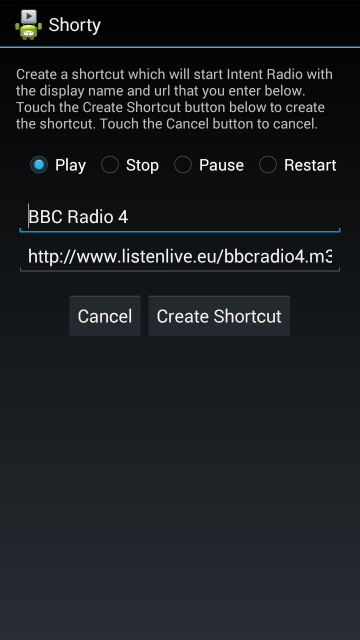 Shorty
Create a shortcut which will start Intent Radio with
the display name and url that you enter below.
Touch the Create Shortcut button below to create
the shortcut. Touch the Cancel button to cancel.
Play Stop Pause Restart
BBC Radio 4
http://www.listenlive.eu/bbcradio4.m3
Cancel Create Shortcut